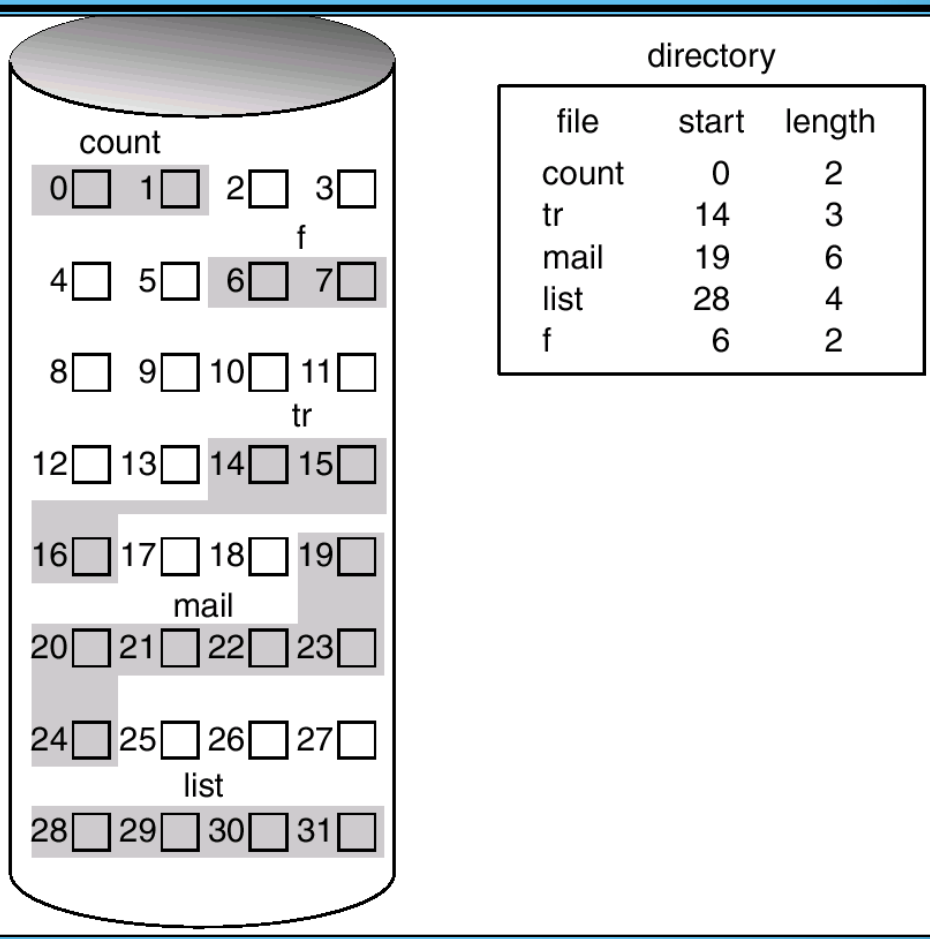 count
0 1 2 3
f
4 5 6 7
8 9 10 11
tr
12 13 14 15
16 17 18 19
mail
20 21 22 23
24 25 26 27
list
28 29 30 31
directory
file start length
count 0 2
tr 14 3
mail 19 6
list 28 4
f 6 2